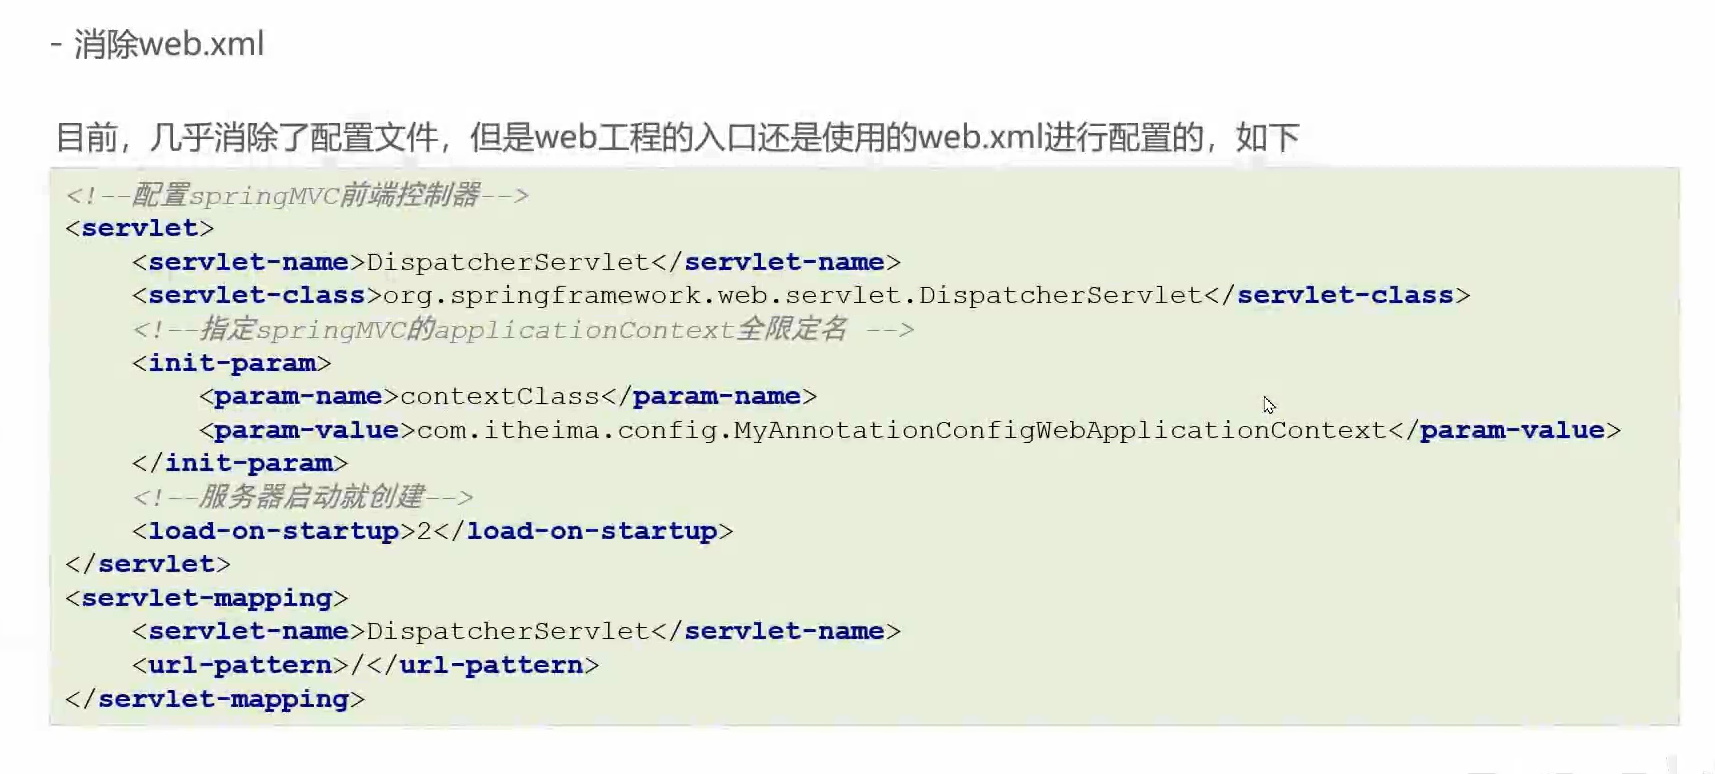 - 消除web.xml
目前，几乎消除了配置文件，但是web工程的入口还是使用的web.xml进行配置的，如下
<!--配置springMVC前端控制器-->
<servlet>
    <servlet-name>DispatcherServlet</servlet-name>
    <servlet-class>org.springframework.web.servlet.DispatcherServlet</servlet-class>
    <!--指定springMVC的applicationContext全限定名 -->
    <init-param>
        <param-name>contextClass</param-name>
        <param-value>com.itheima.config.MyAnnotationConfigWebApplicationContext</param-value>
    </init-param>
    <!--服务器启动就创建-->
    <load-on-startup>2</load-on-startup>
</servlet>
<servlet-mapping>
    <servlet-name>DispatcherServlet</servlet-name>
    <url-pattern>/</url-pattern>
</servlet-mapping>